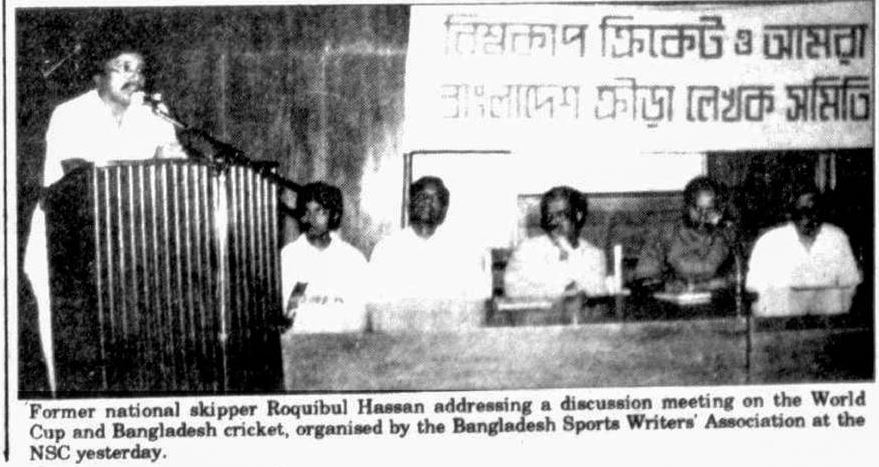 বিশ্বকাপ ক্রিকেট ও আমরা
বাংলাদেশ ক্রীড়া লেখক সমিতি
Former national skipper Roquibul Hassan addressing a discussion meeting on the World
Cup and Bangladesh cricket, organised by the Bangladesh Sports Writers' Association at the
NSC yesterday.